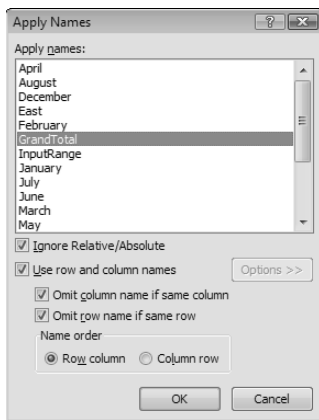 Apply Names
Apply names:
April
August
December
East
February
GrandTotal
InputRange
January
July
June
March
May
Ignore Relative/Absolute
Use row and column names
Options >>
Omit column name if same column
Omit row name if same row
Name order
Row column
Column row
OK
Cancel